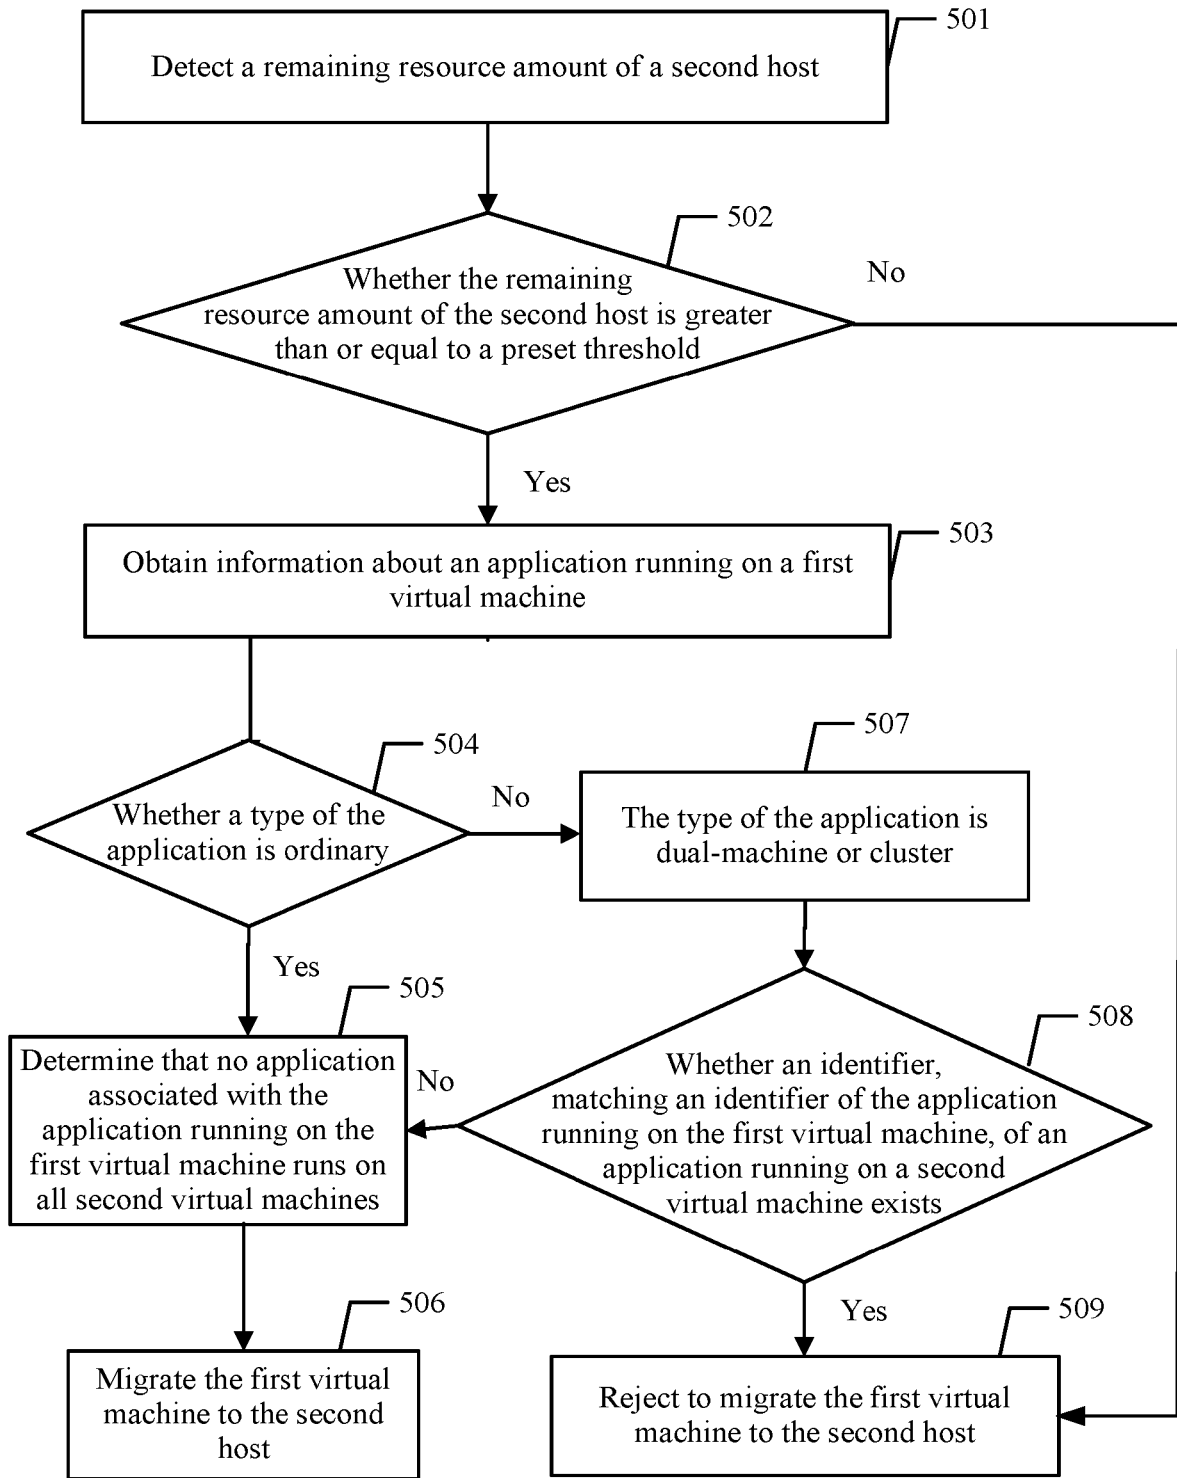 501
Detect a remaining resource amount of a second host
502
Whether the remaining
resource amount of the second host is greater
than or equal to a preset threshold
No
Yes
503
Obtain information about an application running on a first
virtual machine
504
Whether a type of the
application is ordinary
No
507
The type of the application is
dual-machine or cluster
Yes
505
Determine that no application
associated with the
application running on the
first virtual machine runs on
all second virtual machines
No
508
Whether an identifier,
matching an identifier of the application
running on the first virtual machine, of an
application running on a second
virtual machine exists
Yes
506
Migrate the first virtual
machine to the second
host
509
Reject to migrate the first virtual
machine to the second host